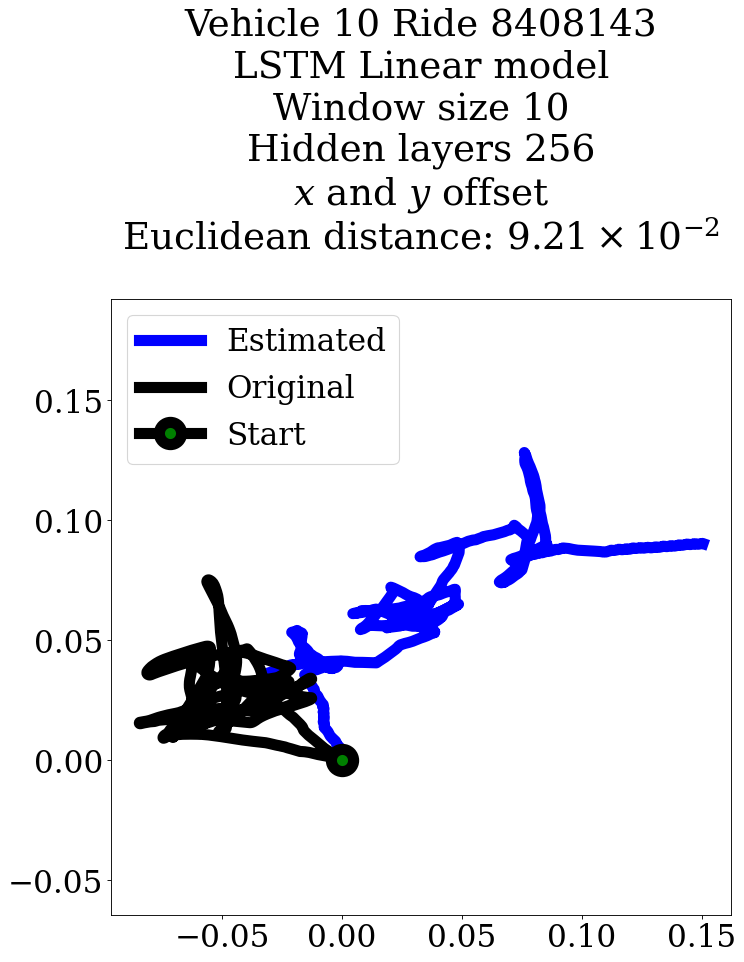 Vehicle 10 Ride 8408143
LSTM Linear model
Window size 10
Hidden layers 256
x and y offset
Euclidean distance: 9.21 × 10⁻²
Estimated
Original
Start
0.15
0.10
0.05
0.00
−0.05
−0.05 0.00 0.05 0.10 0.15